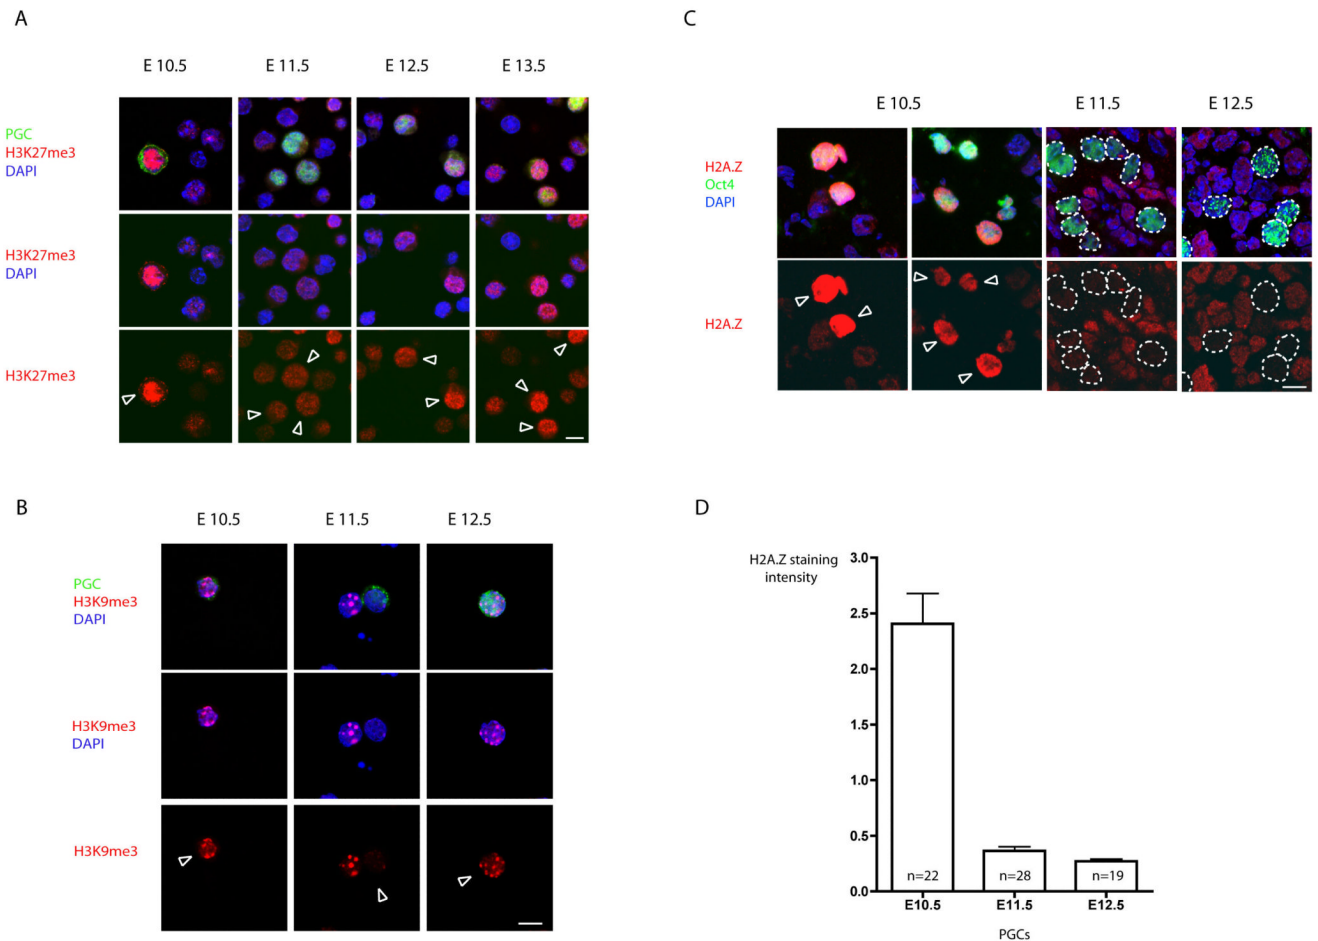 A
E 10.5 E 11.5 E 12.5 E 13.5
PGC
H3K27me3
DAPI
H3K27me3
DAPI
H3K27me3
B
E 10.5 E 11.5 E 12.5
PGC
H3K9me3
DAPI
H3K9me3
DAPI
H3K9me3
C
E 10.5 E 11.5 E 12.5
H2A.Z
Oct4
DAPI
H2A.Z
D
H2A.Z staining
intensity
3.0
2.5
2.0
1.5
1.0
0.5
0.0
n=22 n=28 n=19
E10.5 E11.5 E12.5
PGCs